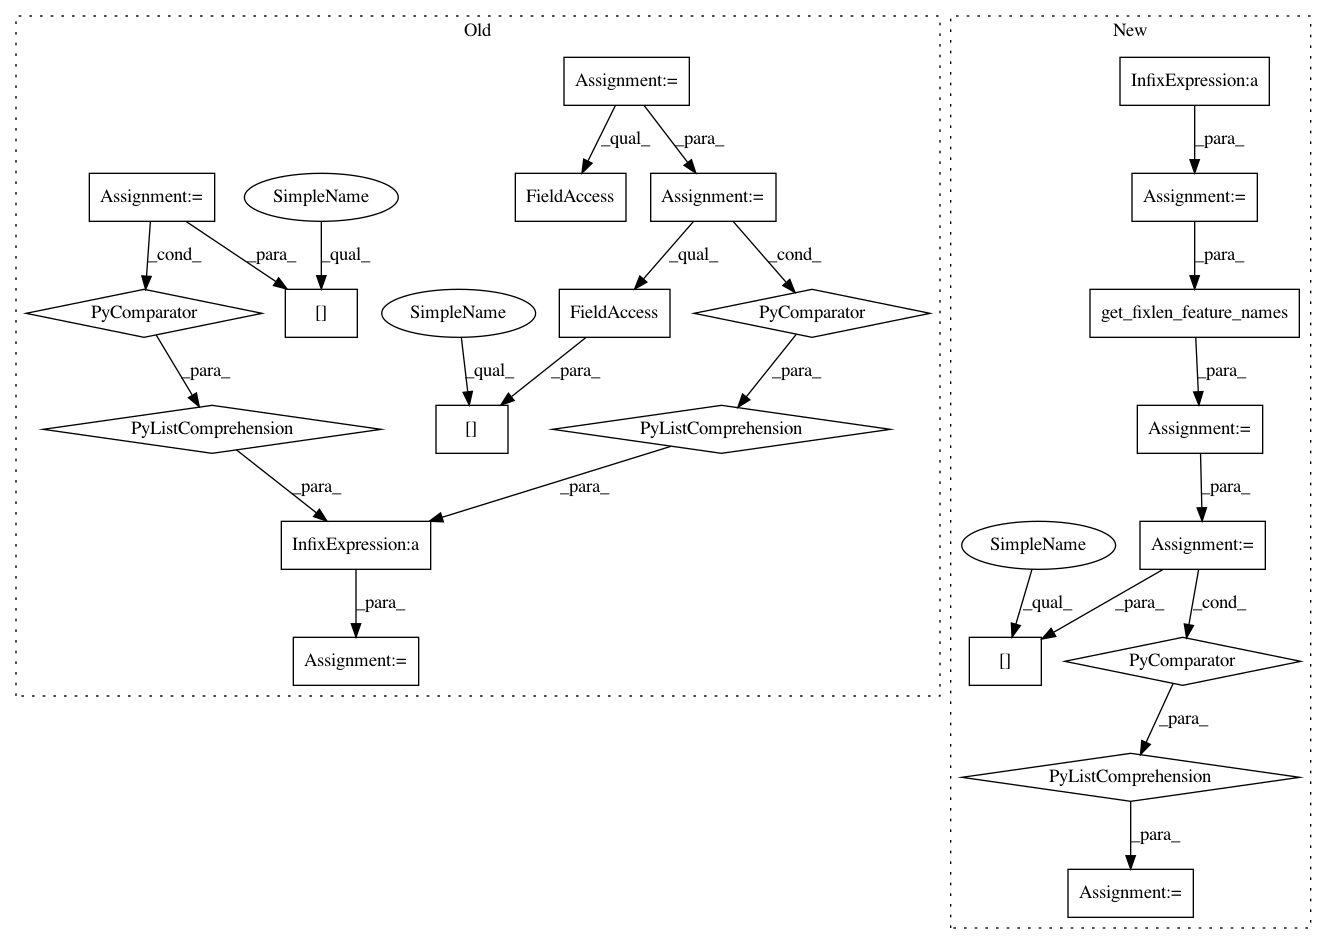 Old
New
Assignment:=
InfixExpression:a
_qual_
_para_
_para_
Assignment:=
SimpleName
FieldAccess
Assignment:=
Assignment:=
_cond_
_para_
_qual_
_qual_
_cond_
_para_
PyComparator
[]
SimpleName
FieldAccess
PyComparator
get_fixlen_feature_names
_para_
_qual_
_para_
_para_
_para_
PyListComprehension
[]
PyListComprehension
Assignment:=
_para_
_para_
_para_
InfixExpression:a
SimpleName
Assignment:=
_para_
_qual_
_para_
_cond_
Assignment:=
[]
PyComparator
_para_
PyListComprehension
_para_
Assignment:=